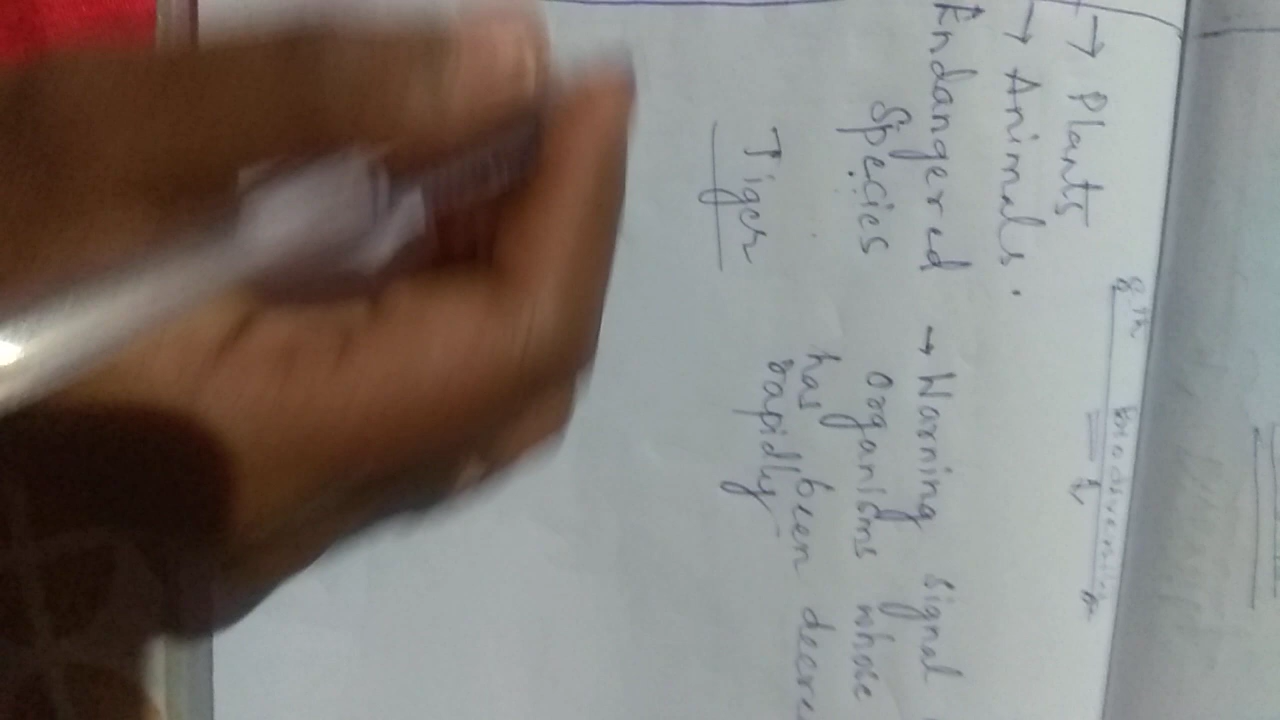 8th Biodiversity
→ Plants
→ Animals.
Endangered → Warning signal
Species organisms whose
has been decre
Tiger rapidly